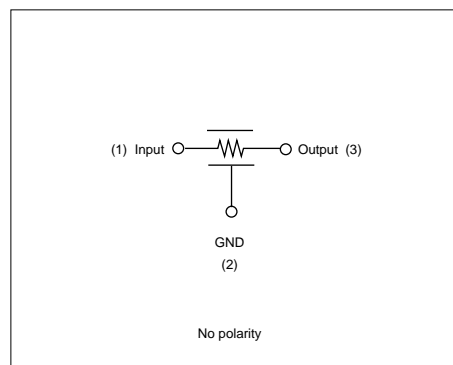 (1) Input Output (3)
GND
(2)
No polarity